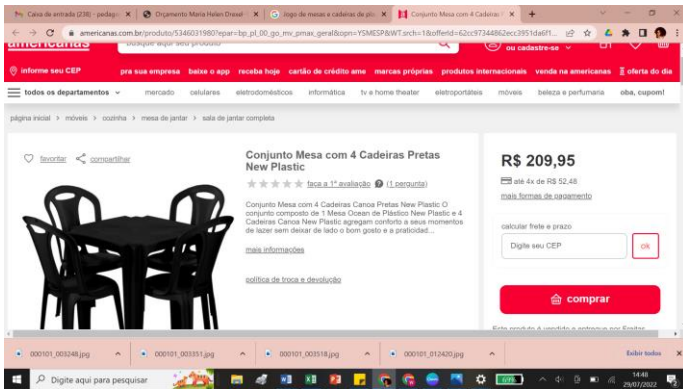 Caixa de entrada (238) - pedago
Orçamento Maria Helen Drexel -
Jogo de mesas e cadeiras de plás
Conjunto Mesa com 4 Cadeiras
americanas.com.br/produto/5346031980?epar=bp_pl_00_go_mv_pmax_geral&opn=YSMESP&WT.srch=1&offerId=62cc97344862ecc3951da6f1...
americanas
busque aqui seu produto
ou cadastre-se
informe seu CEP
pra sua empresa baixe o app receba hoje cartão de crédito ame marcas próprias produtos internacionais venda na americanas oferta do dia
todos os departamentos mercado celulares eletrodomésticos informática tv e home theater eletroportáteis móveis beleza e perfumaria oba, cupom!
página inicial > móveis > cozinha > mesa de jantar > sala de jantar completa
favoritar compartilhar
Conjunto Mesa com 4 Cadeiras Pretas
New Plastic
faça a 1ª avaliação (1 pergunta)
Conjunto Mesa com 4 Cadeiras Canoa Pretas New Plastic O
conjunto composto de 1 Mesa Ocean de Plástico New Plastic e 4
Cadeiras Canoa New Plastic agregam conforto a seus momentos
de lazer sem deixar de lado o bom gosto e a praticidad...
mais informações
política de troca e devolução
R$ 209,95
até 4x de R$ 52,48
mais formas de pagamento
calcular frete e prazo
Digite seu CEP
ok
comprar
Este produto é vendido e entregue por Freitas
000101_003248.jpg
000101_003351.jpg
000101_003518.jpg
000101_012420.jpg
Exibir todos
Digite aqui para pesquisar
14:48
29/07/2022